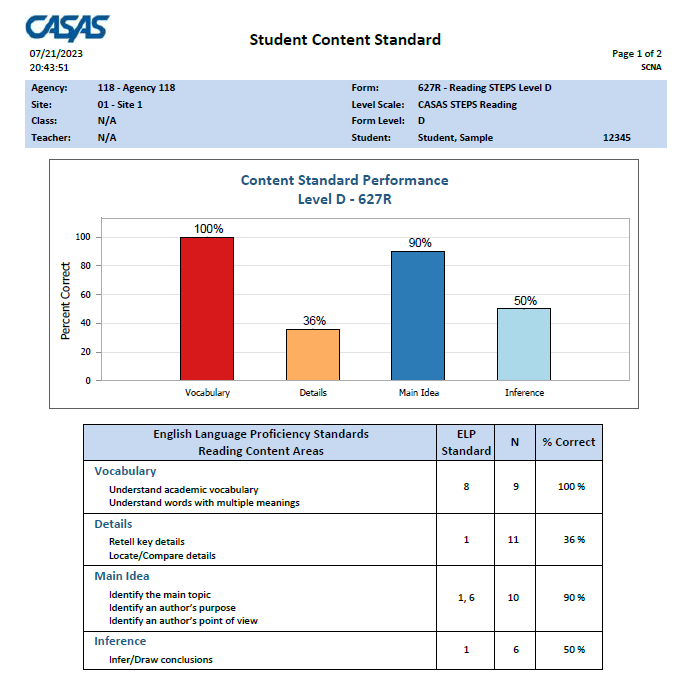 CASAS
07/21/2023
20:43:51
Student Content Standard
Page 1 of 2
SCNA
Agency: 118 - Agency 118 Form: 627R - Reading STEPS Level D
Site: 01 - Site 1 Level Scale: CASAS STEPS Reading
Class: N/A Form Level: D
Teacher: N/A Student: Student, Sample 12345
Content Standard Performance
Level D - 627R
Percent Correct
100
80
60
40
20
0
100%
36%
90%
50%
Vocabulary Details Main Idea Inference
English Language Proficiency Standards
Reading Content Areas
ELP
Standard
N
% Correct
Vocabulary
Understand academic vocabulary
Understand words with multiple meanings
8 9 100 %
Details
Retell key details
Locate/Compare details
1 11 36 %
Main Idea
Identify the main topic
Identify an author's purpose
Identify an author's point of view
1, 6 10 90 %
Inference
Infer/Draw conclusions
1 6 50 %